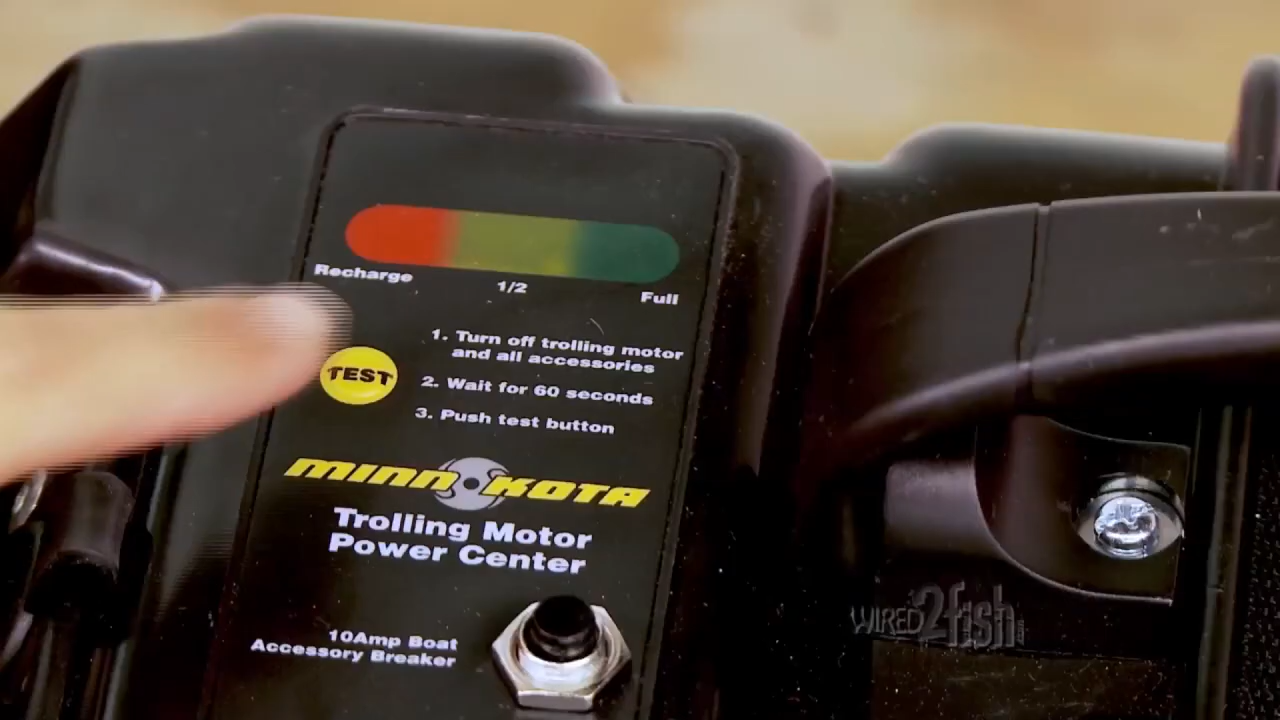 Recharge
1/2
Full
1. Turn off trolling motor
and all accessories
TEST
2. Wait for 60 seconds
3. Push test button
MINN KOTA
Trolling Motor
Power Center
10Amp Boat
Accessory Breaker
WIRED2fish